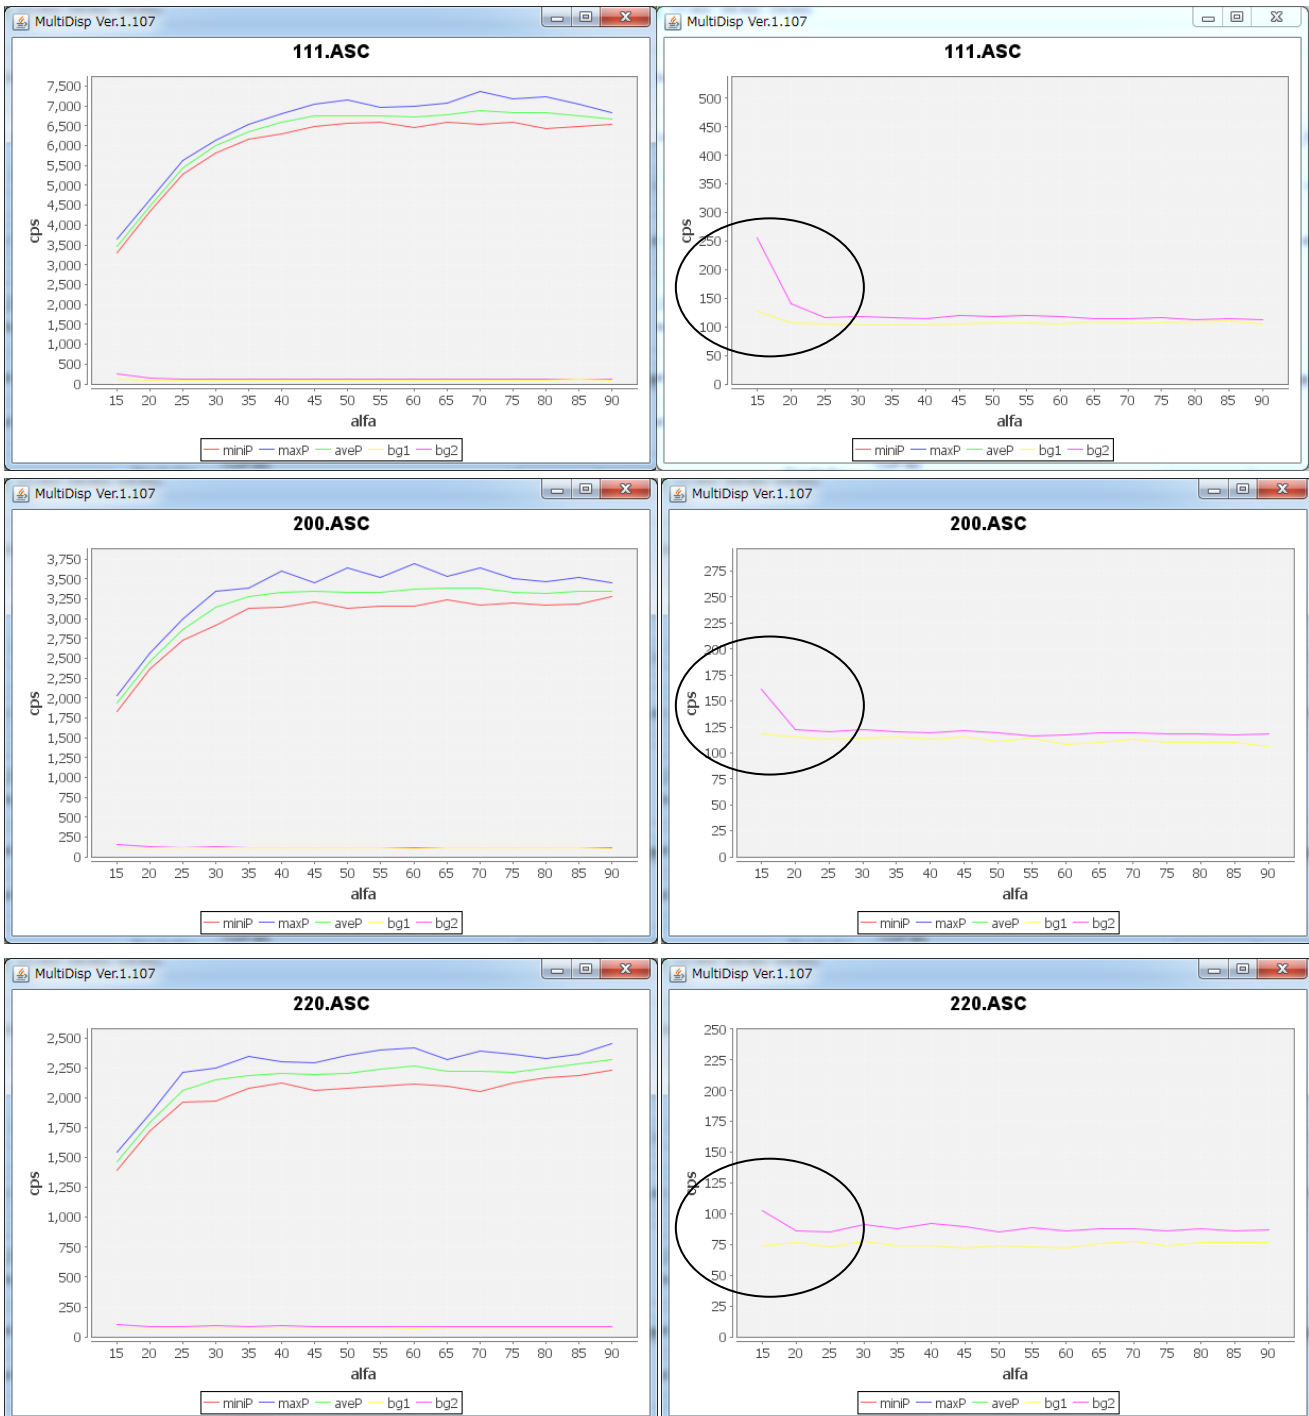 MultiDisp Ver.1.107
111.ASC
7,500
7,000
6,500
6,000
5,500
5,000
4,500
4,000
3,500
3,000
2,500
2,000
1,500
1,000
500
0
cps
15 20 25 30 35 40 45 50 55 60 65 70 75 80 85 90
alfa
miniP maxP aveP bg1 bg2
MultiDisp Ver.1.107
111.ASC
500
450
400
350
300
250
200
150
100
50
0
cps
15 20 25 30 35 40 45 50 55 60 65 70 75 80 85 90
alfa
miniP maxP aveP bg1 bg2
MultiDisp Ver.1.107
200.ASC
3,750
3,500
3,250
3,000
2,750
2,500
2,250
2,000
1,750
1,500
1,250
1,000
750
500
250
0
cps
15 20 25 30 35 40 45 50 55 60 65 70 75 80 85 90
alfa
miniP maxP aveP bg1 bg2
MultiDisp Ver.1.107
200.ASC
275
250
225
200
175
150
125
100
75
50
25
0
cps
15 20 25 30 35 40 45 50 55 60 65 70 75 80 85 90
alfa
miniP maxP aveP bg1 bg2
MultiDisp Ver.1.107
220.ASC
2,500
2,250
2,000
1,750
1,500
1,250
1,000
750
500
250
0
cps
15 20 25 30 35 40 45 50 55 60 65 70 75 80 85 90
alfa
miniP maxP aveP bg1 bg2
MultiDisp Ver.1.107
220.ASC
250
225
200
175
150
125
100
75
50
25
0
cps
15 20 25 30 35 40 45 50 55 60 65 70 75 80 85 90
alfa
miniP maxP aveP bg1 bg2